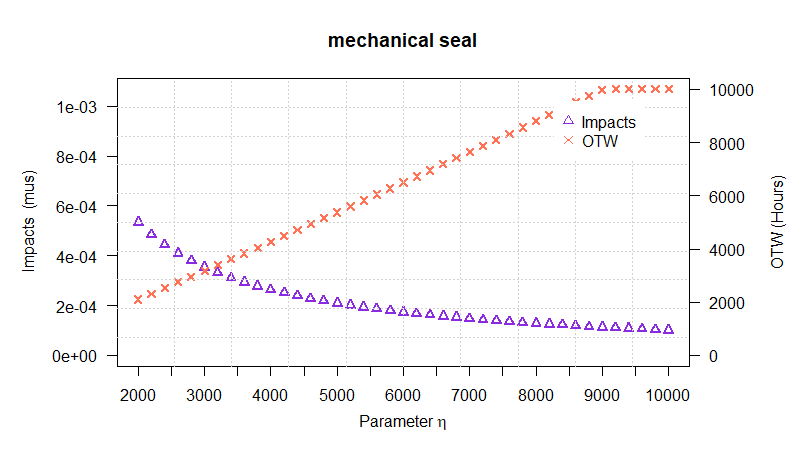 mechanical seal
1e-03
8e-04
6e-04
4e-04
2e-04
0e+00
Impacts (mus)
10000
8000
6000
4000
2000
0
OTW (Hours)
Impacts
OTW
2000 3000 4000 5000 6000 7000 8000 9000 10000
Parameter η